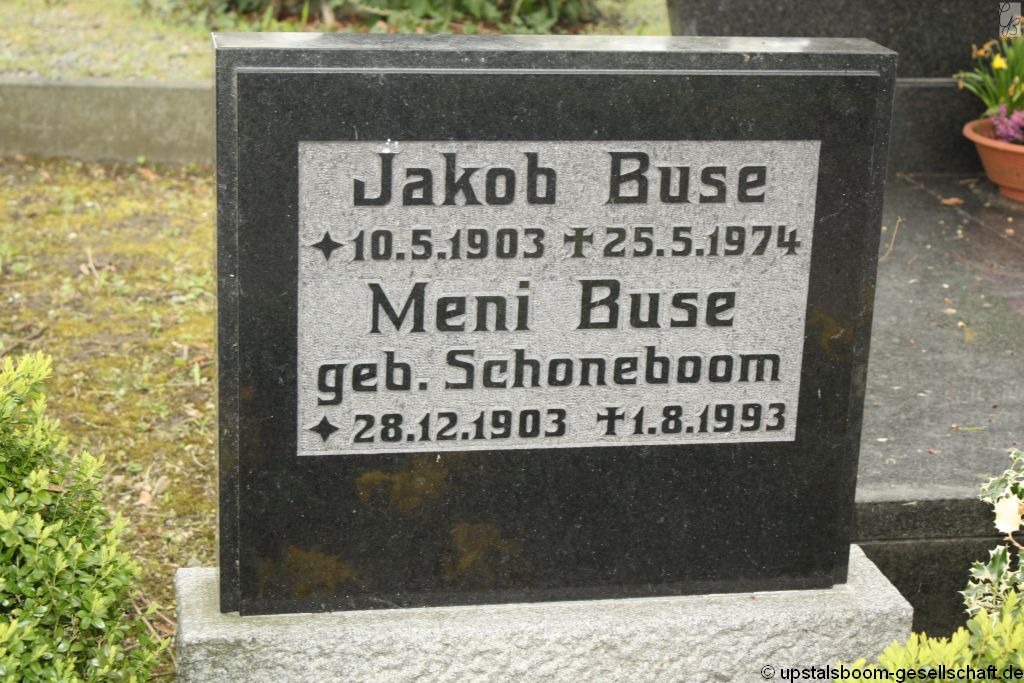 Jakob Buse
✦10.5.1903 ✝25.5.1974
Meni Buse
geb. Schoneboom
✦28.12.1903 ✝1.8.1993
© upstalsboom-gesellschaft.de